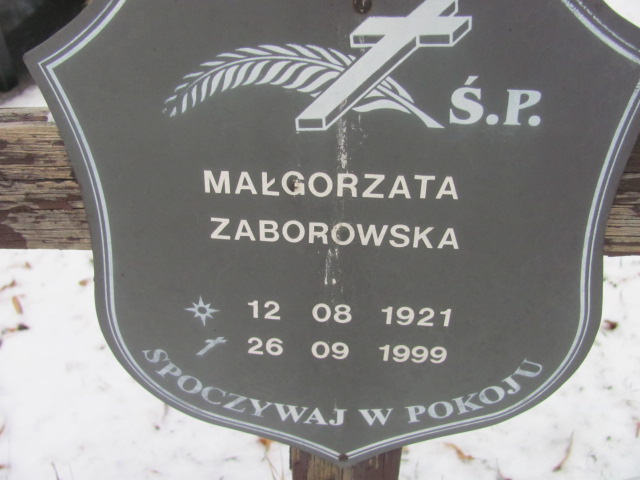 Ś.P.
MAŁGORZATA
ZABOROWSKA
12 08 1921
26 09 1999
SPOCZYWAJ W POKOJU